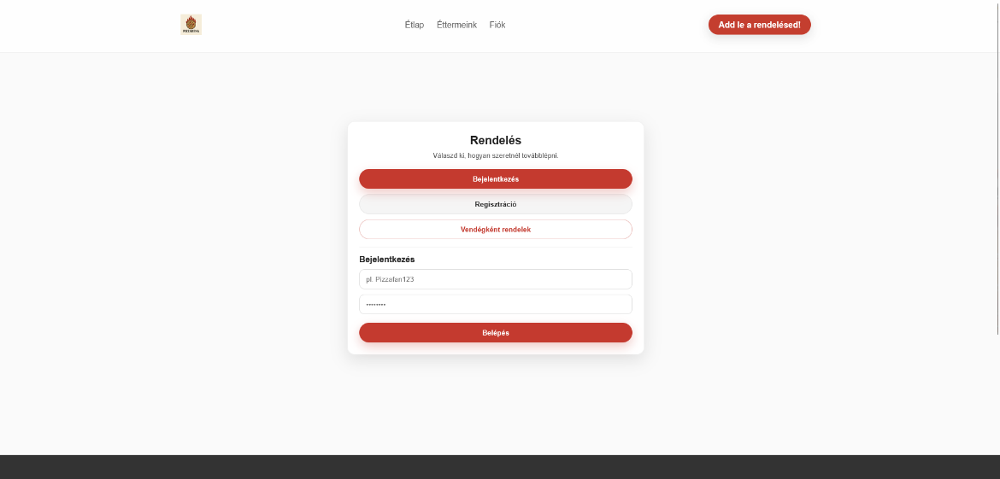 Étlap
Éttermeink
Fiók
Add le a rendelésed!
Rendelés
Válaszd ki, hogyan szeretnél továbblépni.
Bejelentkezés
Regisztráció
Vendégként rendelek
Bejelentkezés
pl. Pizzafan123
••••••••
Belépés